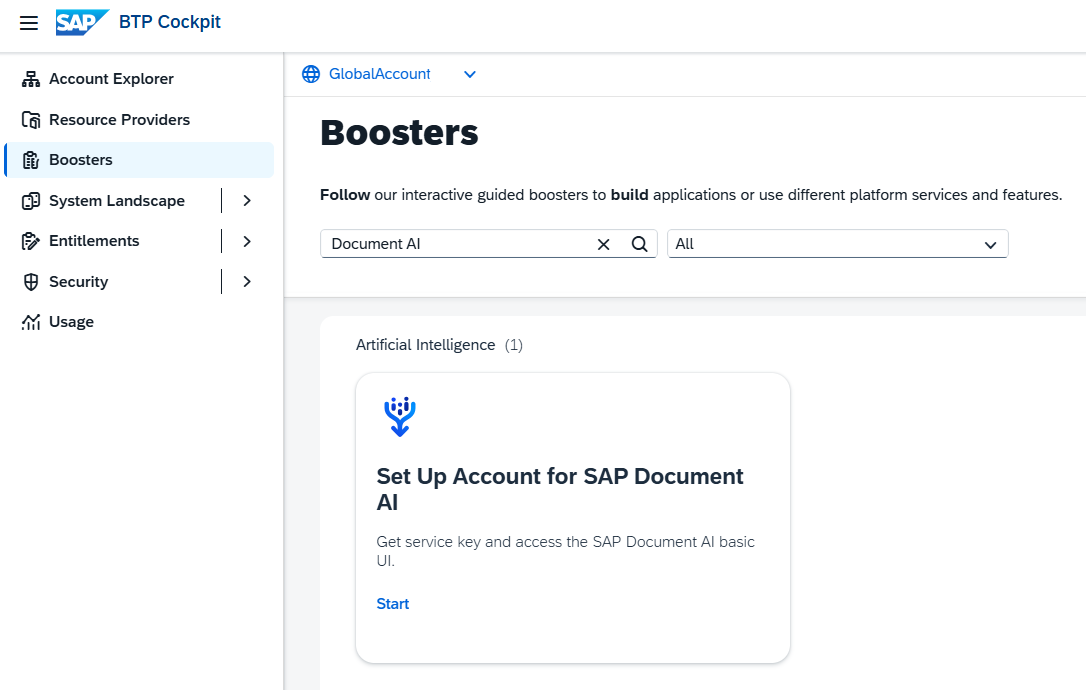 SAP BTP Cockpit
Account Explorer
Resource Providers
Boosters
System Landscape
Entitlements
Security
Usage
GlobalAccount
Boosters
Follow our interactive guided boosters to build applications or use different platform services and features.
Document AI
All
Artificial Intelligence (1)
Set Up Account for SAP Document
AI
Get service key and access the SAP Document AI basic
UI.
Start